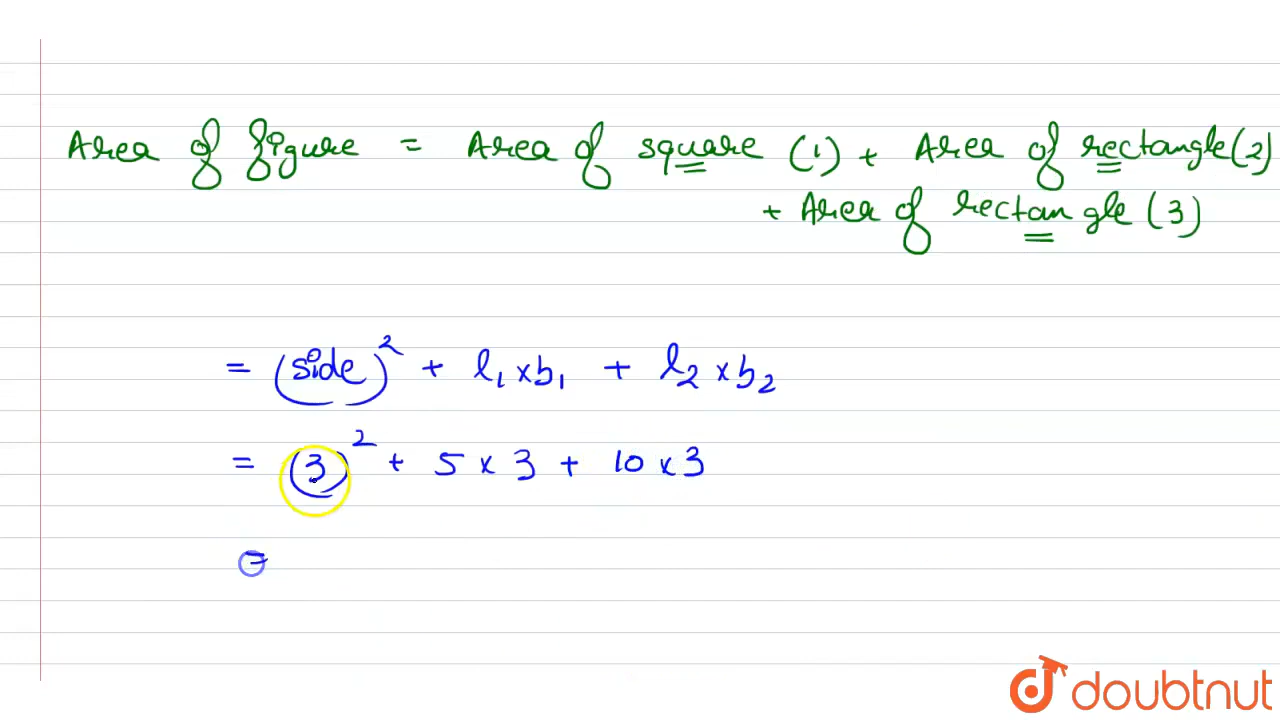 Area of figure = Area of square (1) + Area of rectangle (2)
+ Area of rectangle (3)
= (side)² + l₁ × b₁ + l₂ × b₂
= (3)² + 5 × 3 + 10 × 3
=
doubtnut